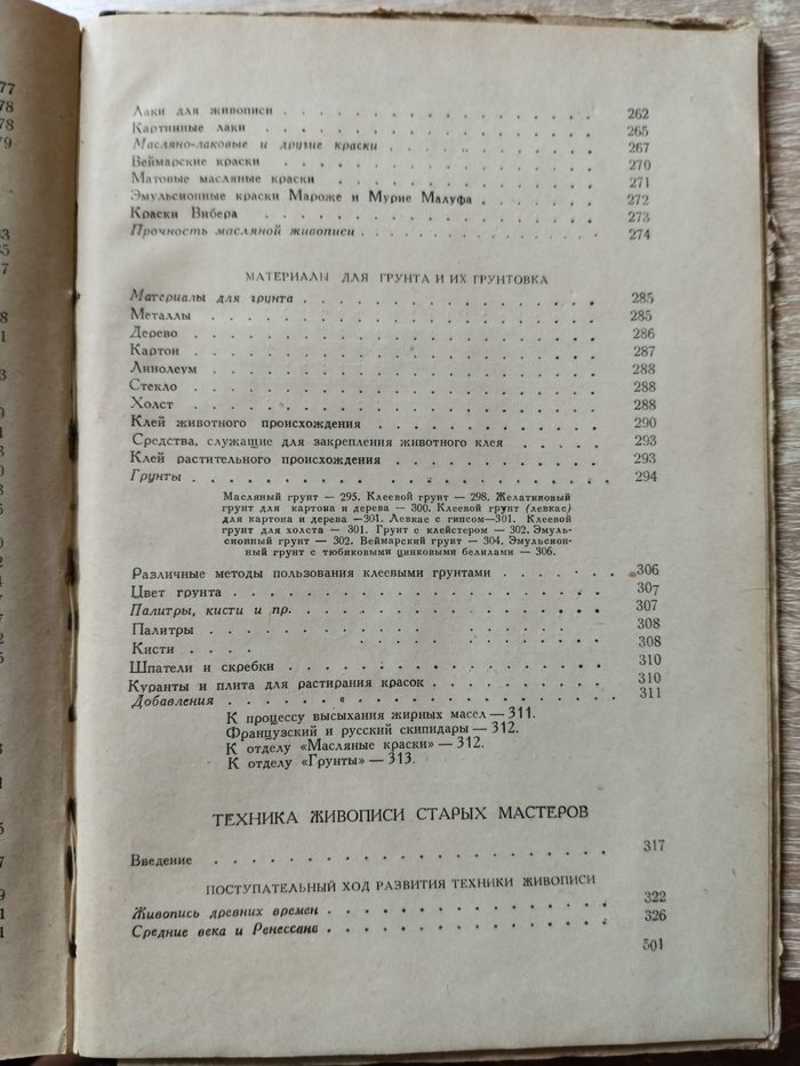 Лаки для живописи . . . . . . . . . . . . . . . . 262
Картинные лаки . . . . . . . . . . . . . . . . 265
Масляно-лаковые и другие краски . . . . . . . . . . 267
Веймарские краски . . . . . . . . . . . . . . . . 270
Матовые масляные краски . . . . . . . . . . . . . 271
Эмульсионные краски Мароже и Мурие Малуфа . . . . . . 272
Краски Вибера . . . . . . . . . . . . . . . . 273
Прочность масляной живописи . . . . . . . . . . . . 274
МАТЕРИАЛЫ ДЛЯ ГРУНТА И ИХ ГРУНТОВКА
Материалы для грунта . . . . . . . . . . . . . . . 285
Металлы . . . . . . . . . . . . . . . . . . . 285
Дерево . . . . . . . . . . . . . . . . . . . . 286
Картон . . . . . . . . . . . . . . . . . . . . 287
Линолеум . . . . . . . . . . . . . . . . . . . 288
Стекло . . . . . . . . . . . . . . . . . . . . 288
Холст . . . . . . . . . . . . . . . . . . . . 288
Клей животного происхождения . . . . . . . . . . . 290
Средства, служащие для закрепления животного клея . . . . . 293
Клей растительного происхождения . . . . . . . . . . 293
Грунты . . . . . . . . . . . . . . . . . . . . 294
Масляный грунт — 295. Клеевой грунт — 298. Желатиновый
грунт для картона и дерева — 300. Клеевой грунт (левкас)
для картона и дерева —301. Левкас с гипсом—301. Клеевой
грунт для холста — 301. Грунт с клейстером — 302. Эмуль-
сионный грунт — 302. Веймарский грунт — 304. Эмульсион-
ный грунт с тюбиковыми цинковыми белилами — 306.
Различные методы пользования клеевыми грунтами . . . . . . 306
Цвет грунта . . . . . . . . . . . . . . . . . . 307
Палитры, кисти и пр. . . . . . . . . . . . . . . . 307
Палитры . . . . . . . . . . . . . . . . . . . 308
Кисти . . . . . . . . . . . . . . . . . . . . 308
Шпатели и скребки . . . . . . . . . . . . . . . . 310
Куранты и плита для растирания красок . . . . . . . . . 310
Добавления . . . . . . . . . . . . . . . . . . 311
К процессу высыхания жирных масел — 311.
Французский и русский скипидары — 312.
К отделу «Масляные краски» — 312.
К отделу «Грунты» — 313.
ТЕХНИКА ЖИВОПИСИ СТАРЫХ МАСТЕРОВ
Введение . . . . . . . . . . . . . . . . . . . 317
ПОСТУПАТЕЛЬНЫЙ ХОД РАЗВИТИЯ ТЕХНИКИ ЖИВОПИСИ
Живопись древних времен . . . . . . . . . . . . . . 322
Средние века и Ренессанс . . . . . . . . . . . . . . 326
501